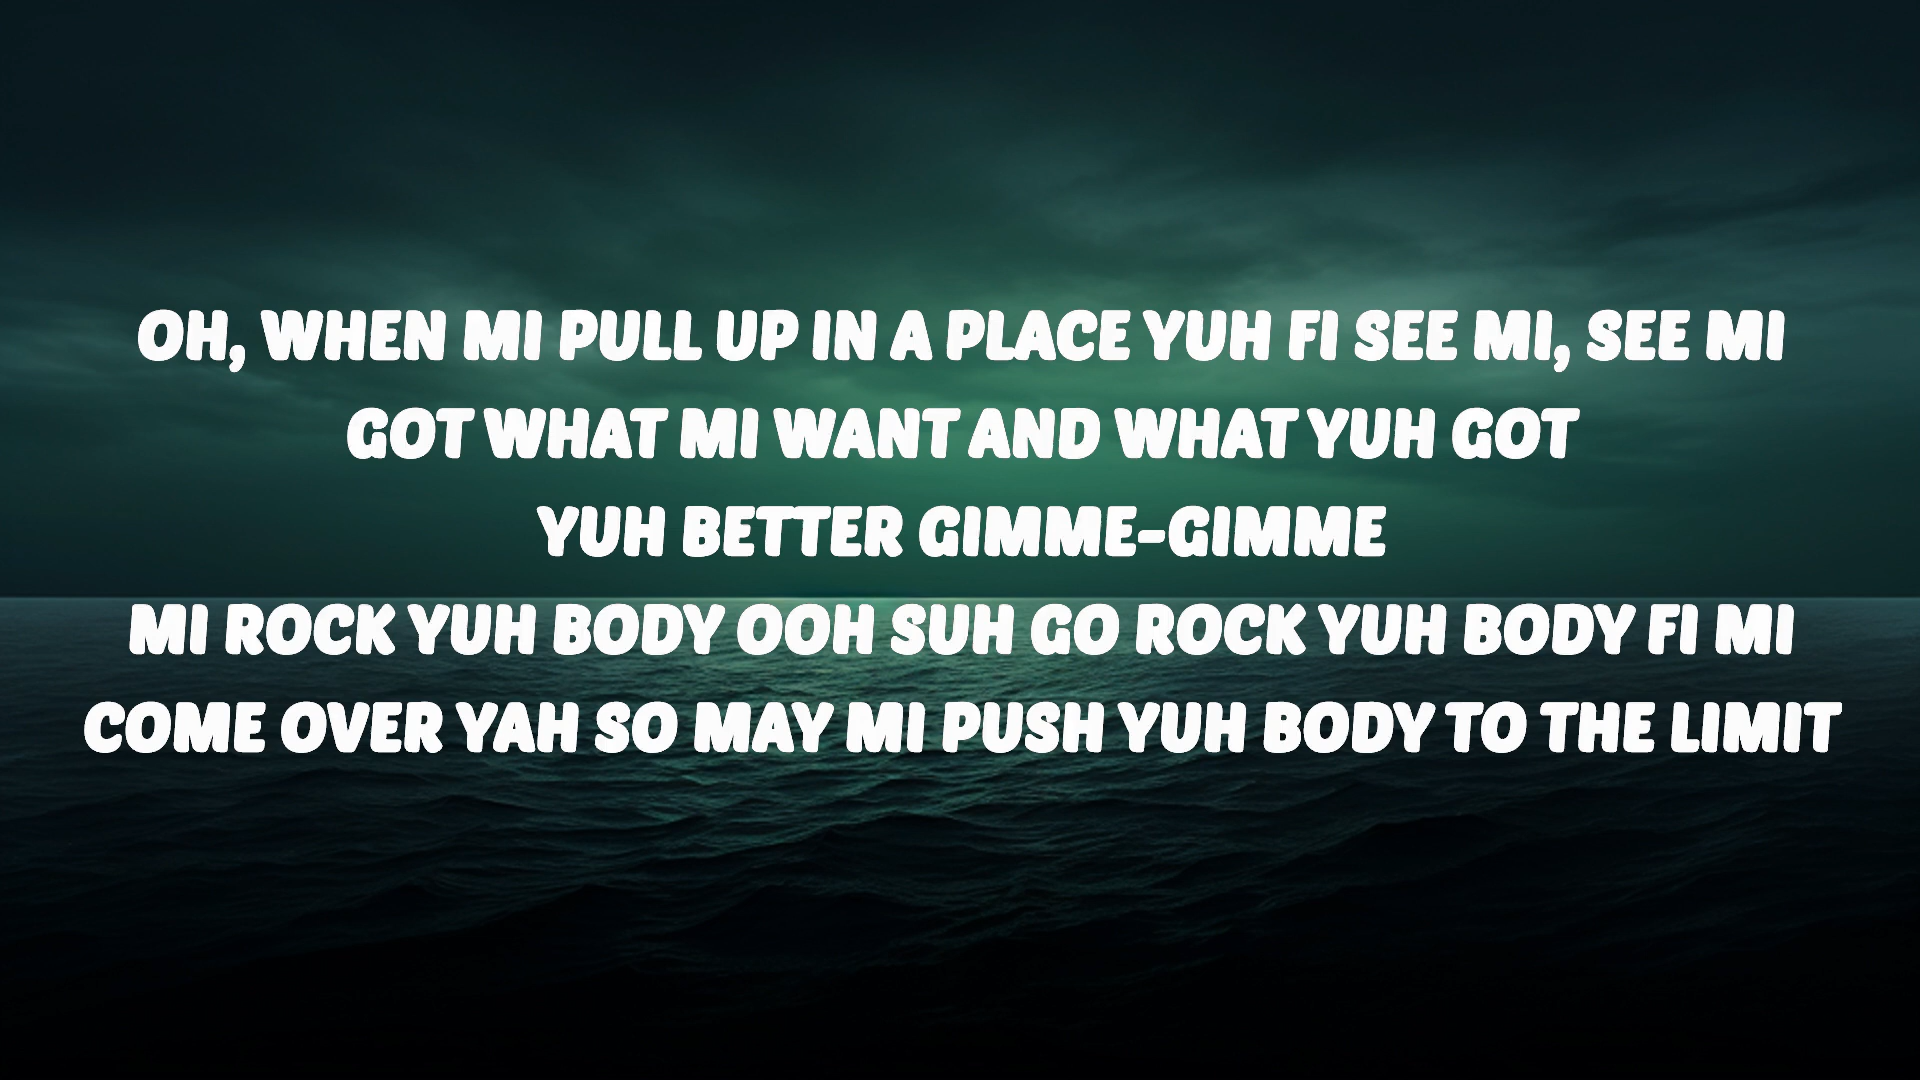 OH, WHEN MI PULL UP IN A PLACE YUH FI SEE MI, SEE MI
GOT WHAT MI WANT AND WHAT YUH GOT
YUH BETTER GIMME-GIMME
MI ROCK YUH BODY OOH SUH GO ROCK YUH BODY FI MI
COME OVER YAH SO MAY MI PUSH YUH BODY TO THE LIMIT